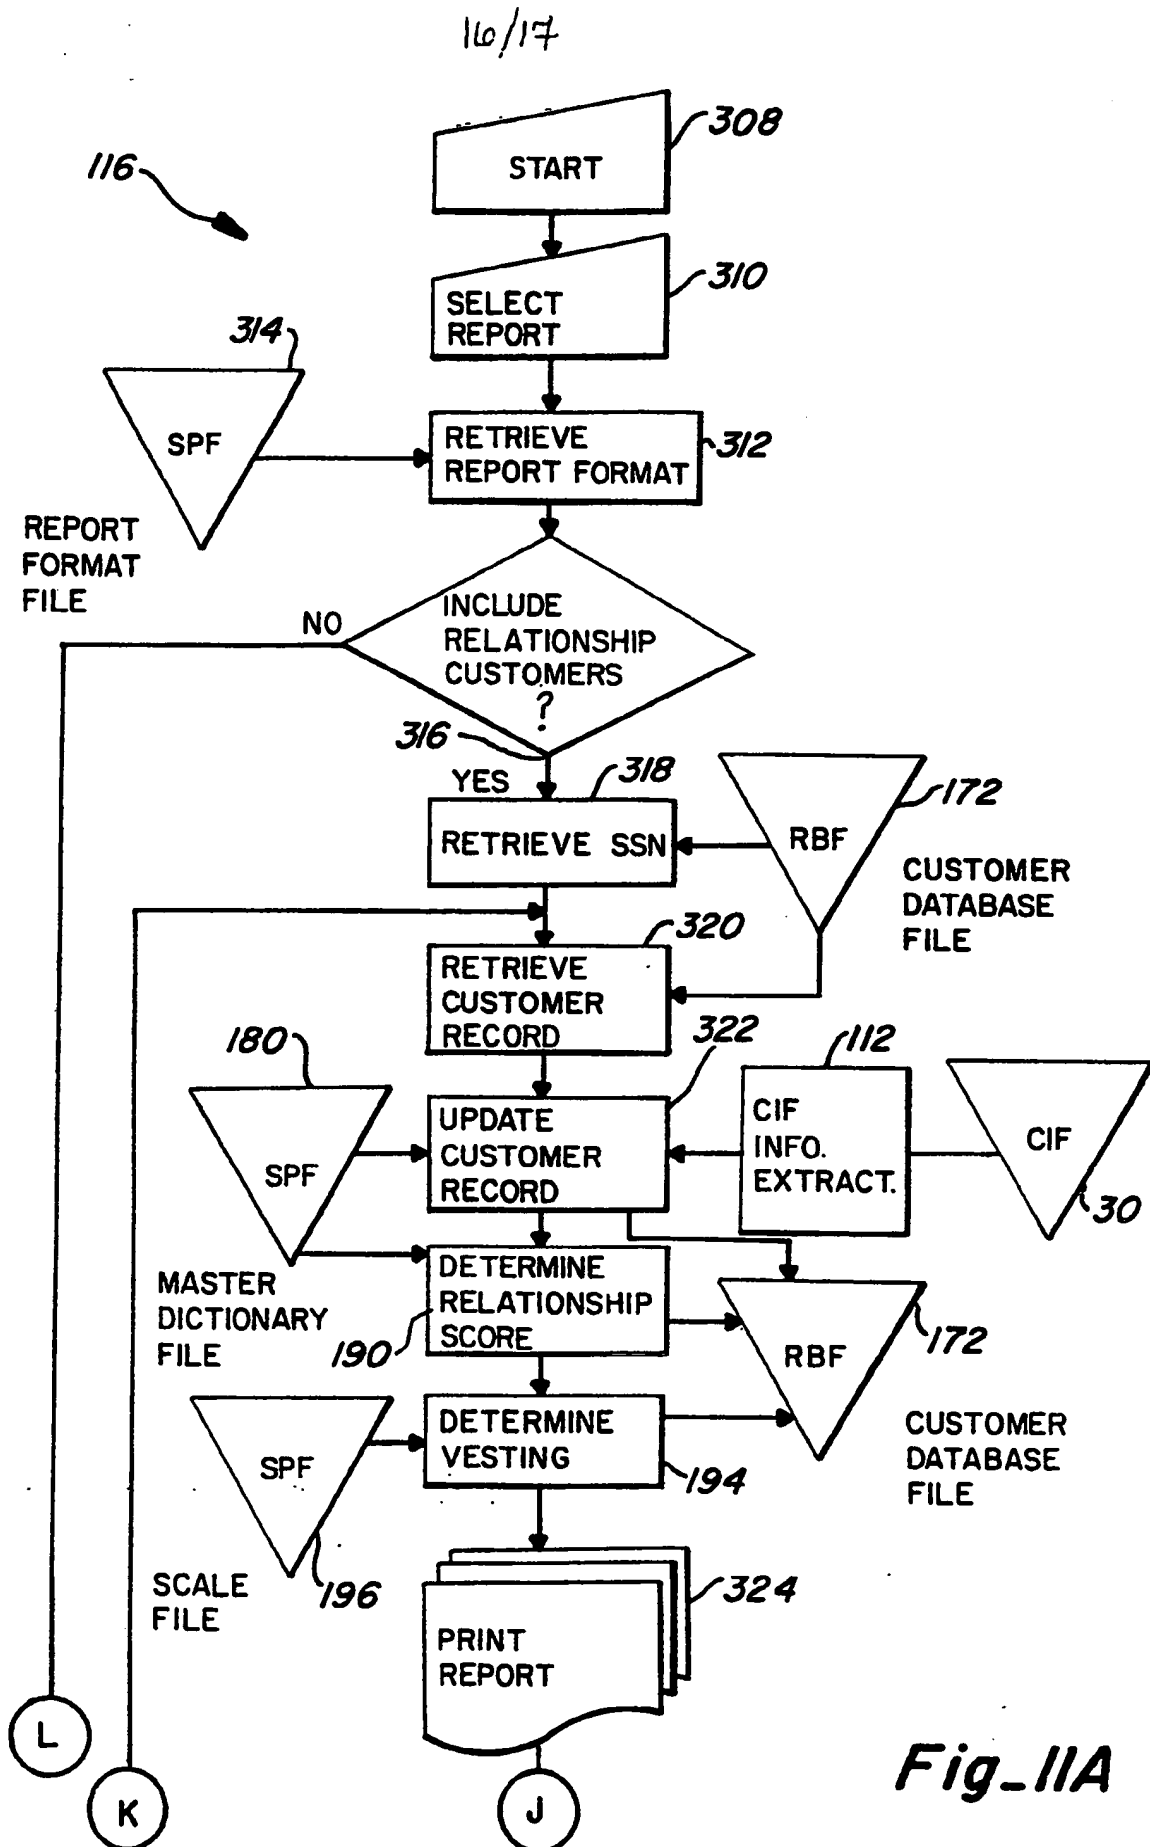 16/17
308
START
116
310
SELECT
REPORT
314
SPF
RETRIEVE
REPORT FORMAT
312
REPORT
FORMAT
FILE
NO
INCLUDE
RELATIONSHIP
CUSTOMERS
?
316
YES
318
RETRIEVE SSN
RBF
172
CUSTOMER
DATABASE
FILE
320
RETRIEVE
CUSTOMER
RECORD
180
322
112
SPF
UPDATE
CUSTOMER
RECORD
CIF
INFO.
EXTRACT.
CIF
30
MASTER
DICTIONARY
FILE
DETERMINE
RELATIONSHIP
SCORE
190
RBF
172
SPF
DETERMINE
VESTING
194
CUSTOMER
DATABASE
FILE
SCALE
FILE
196
324
PRINT
REPORT
L
K
J
Fig_11A